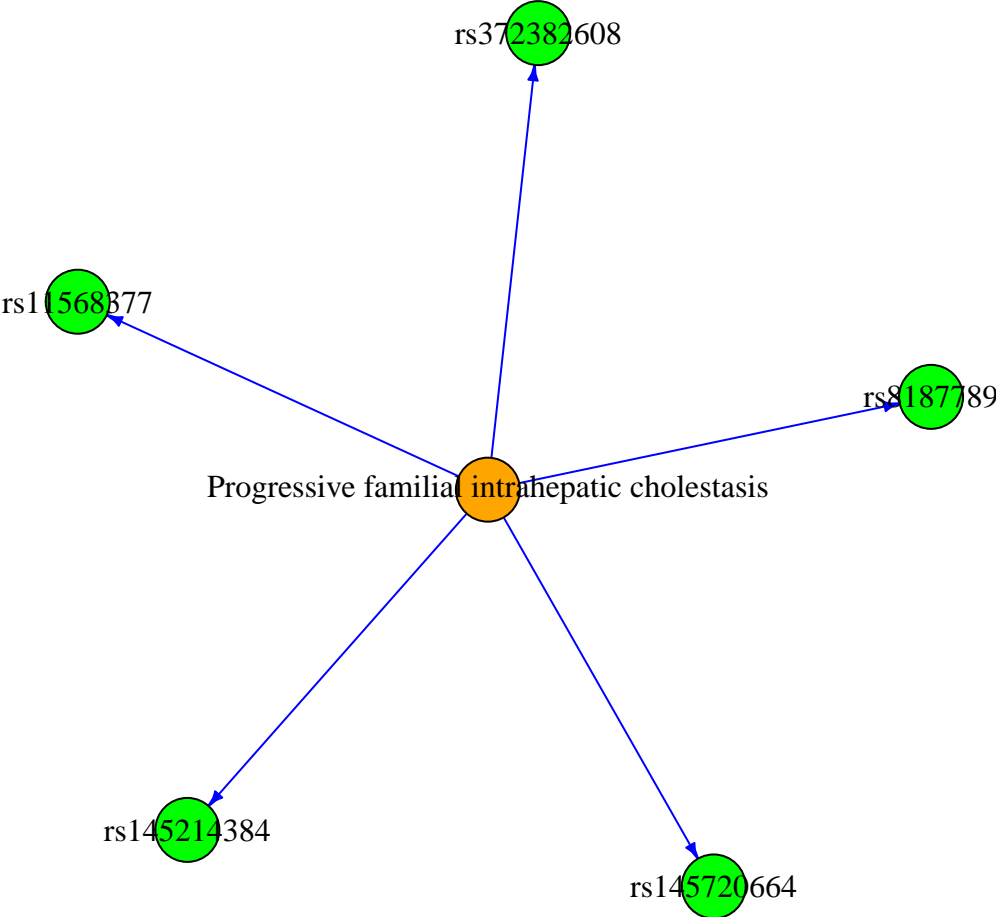 rs372382608
rs11568377
rs8187789
Progressive familial intrahepatic cholestasis
rs145214384
rs145720664